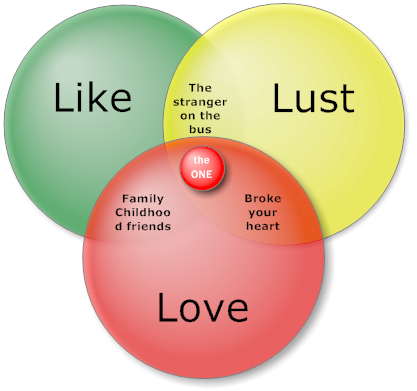 Like
Lust
The
stranger
on the
bus
the
ONE
Family
Childhoo
d friends
Broke
your
heart
Love